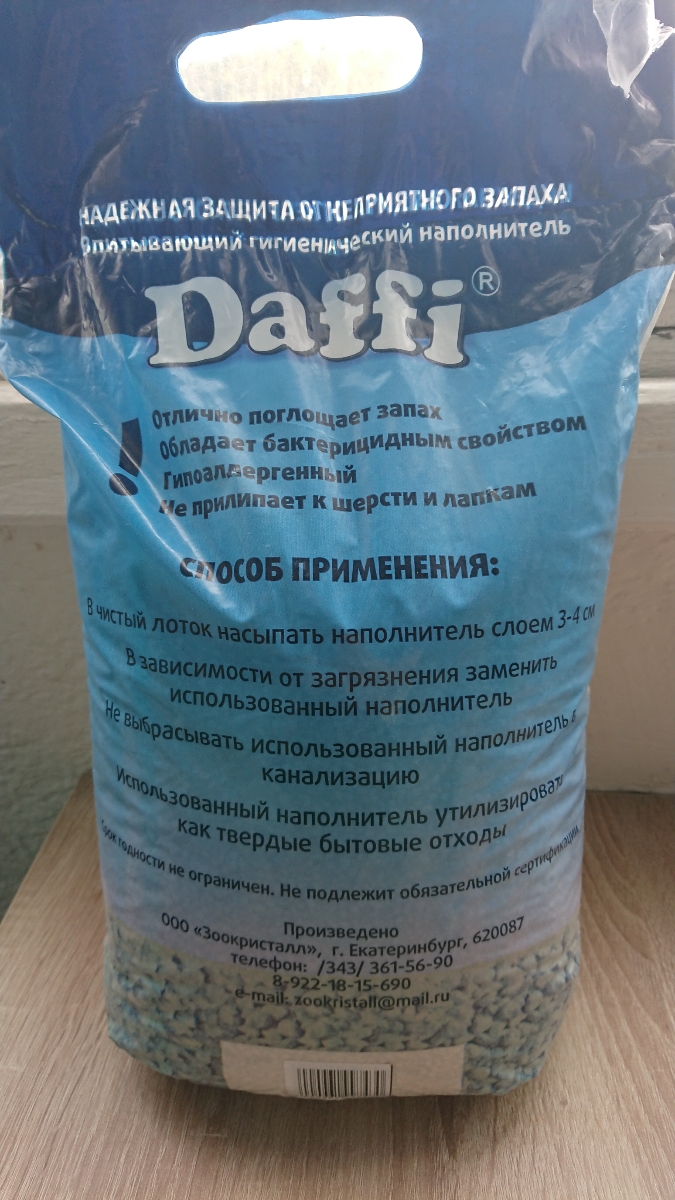 НАДЕЖНАЯ ЗАЩИТА ОТ НЕПРИЯТНОГО ЗАПАХА
Впитывающий гигиенический наполнитель
Daffi®
! Отлично поглощает запах
Обладает бактерицидным свойством
Гипоаллергенный
Не прилипает к шерсти и лапкам
СПОСОБ ПРИМЕНЕНИЯ:
В чистый лоток насыпать наполнитель слоем 3-4 см
В зависимости от загрязнения заменить
использованный наполнитель
Не выбрасывать использованный наполнитель в
канализацию
Использованный наполнитель утилизировать
как твердые бытовые отходы
Срок годности не ограничен. Не подлежит обязательной сертификации.
Произведено
ООО «Зоокристалл», г. Екатеринбург, 620087
телефон: /343/ 361-56-90
8-922-18-15-690
e-mail: zookristall@mail.ru